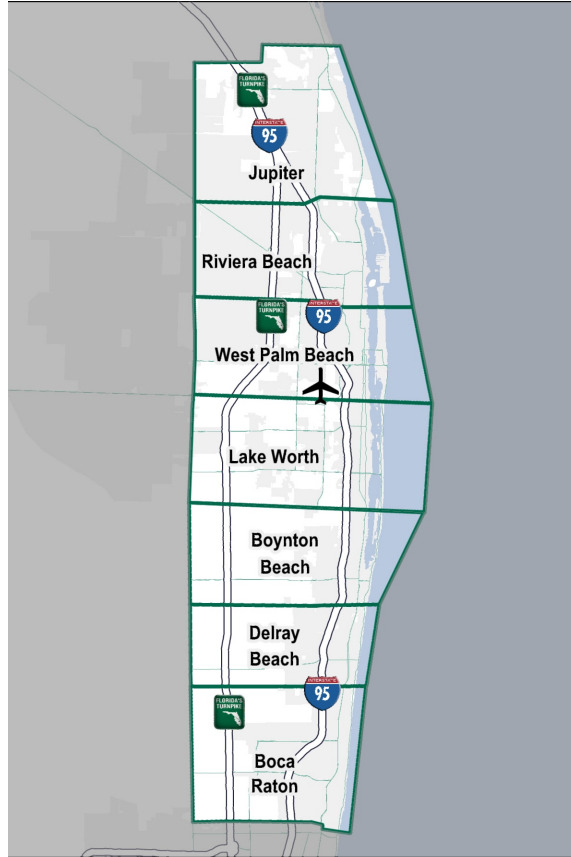 FLORIDA'S
TURNPIKE
INTERSTATE
95
Jupiter
Riviera Beach
FLORIDA'S
TURNPIKE
INTERSTATE
95
West Palm Beach
Lake Worth
Boynton
Beach
Delray
Beach
INTERSTATE
95
FLORIDA'S
TURNPIKE
Boca
Raton